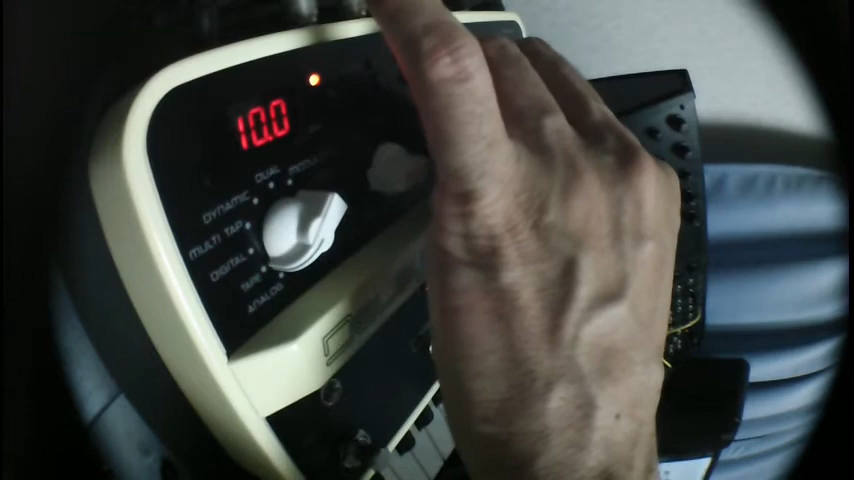 10.0
DUAL
DYNAMIC
MULTI TAP
DIGITAL
TAPE
ANALOG